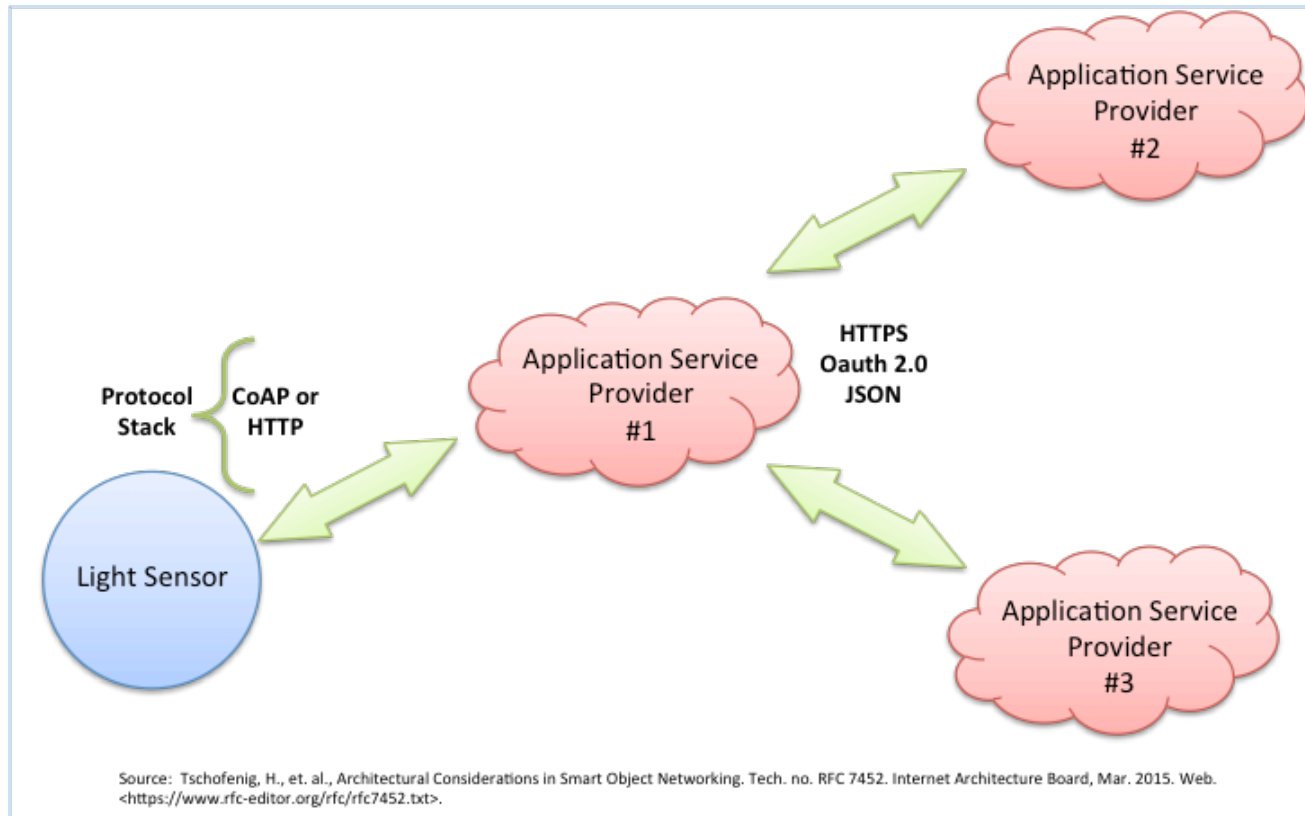 Application Service
Provider
#2
Application Service
Provider
#1
HTTPS
Oauth 2.0
JSON
Protocol
Stack
CoAP or
HTTP
Light Sensor
Application Service
Provider
#3
Source: Tschofenig, H., et. al., Architectural Considerations in Smart Object Networking. Tech. no. RFC 7452. Internet Architecture Board, Mar. 2015. Web.
<https://www.rfc-editor.org/rfc/rfc7452.txt>.